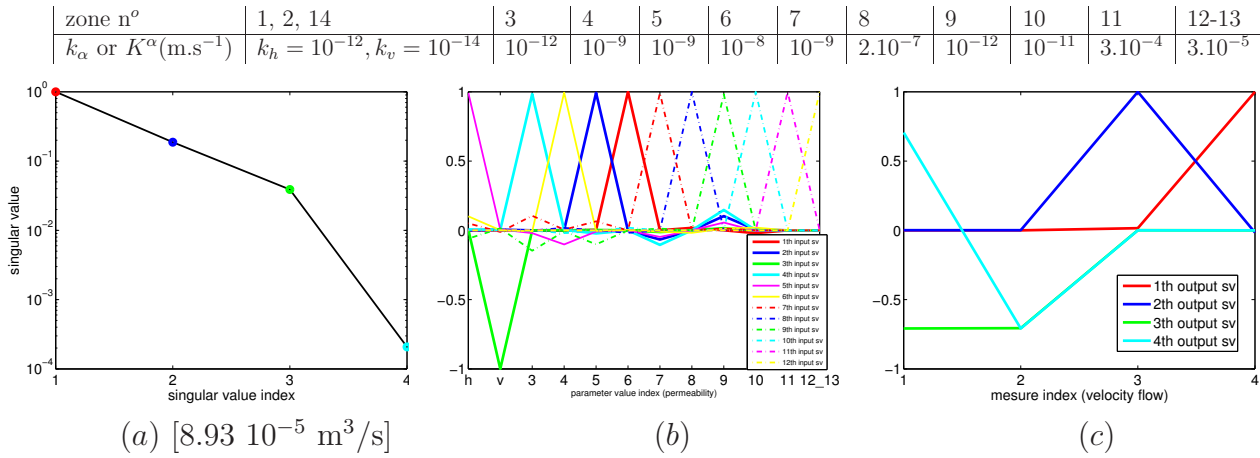 zone nᵒ 1, 2, 14 3 4 5 6 7 8 9 10 11 12-13
k_α or K^α(m.s⁻¹) k_h = 10⁻¹², k_v = 10⁻¹⁴ 10⁻¹² 10⁻⁹ 10⁻⁹ 10⁻⁸ 10⁻⁹ 2.10⁻⁷ 10⁻¹² 10⁻¹¹ 3.10⁻⁴ 3.10⁻⁵
10⁰
10⁻¹
10⁻²
10⁻³
10⁻⁴
singular value
1 2 3 4
singular value index
(a) [8.93 10⁻⁵ m³/s]
1
0.5
0
−0.5
−1
1th input sv
2th input sv
3th input sv
4th input sv
5th input sv
6th input sv
7th input sv
8th input sv
9th input sv
10th input sv
11th input sv
12th input sv
h v 3 4 5 6 7 8 9 10 11 12_13
parameter value index (permeability)
(b)
1
0.5
0
−0.5
−1
1th output sv
2th output sv
3th output sv
4th output sv
1 2 3 4
mesure index (velocity flow)
(c)